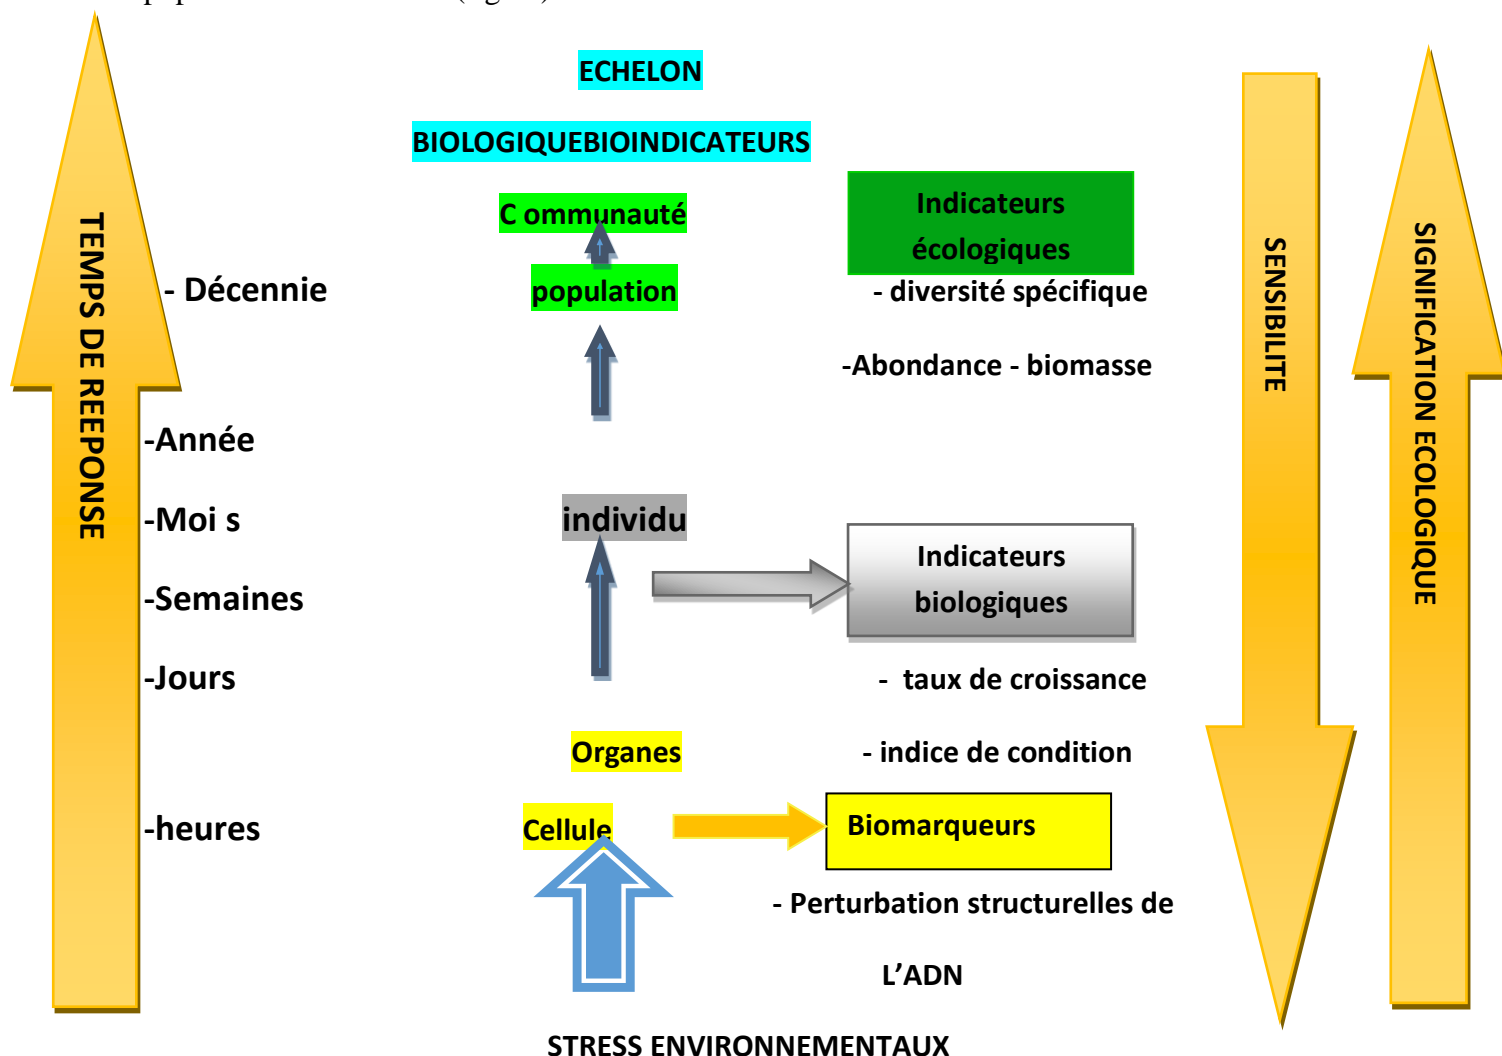 ECHELON
BIOLOGIQUEBIOINDICATEURS
C ommunauté
Indicateurs
écologiques
TEMPS DE REEPONSE
- Décennie
population
- diversité spécifique
SENSIBILITE
SIGNIFICATION ECOLOGIQUE
-Abondance - biomasse
-Année
-Moi s
individu
Indicateurs
biologiques
-Semaines
-Jours
- taux de croissance
Organes
- indice de condition
-heures
Cellule
Biomarqueurs
- Perturbation structurelles de
L'ADN
STRESS ENVIRONNEMENTAUX